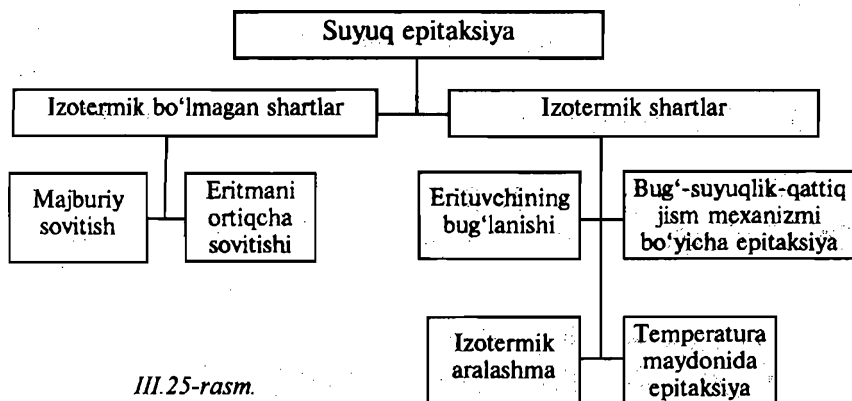 Suyuq epitaksiya
Izotermik bo‘lmagan shartlar
Izotermik shartlar
Majburiy
sovitish
Eritmani
ortiqcha
sovitishi
Erituvchining
bug‘lanishi
Bug‘-suyuqlik-qattiq
jism mexanizmi
bo‘yicha epitaksiya
Izotermik
aralashma
Temperatura
maydonida
epitaksiya
III.25-rasm.